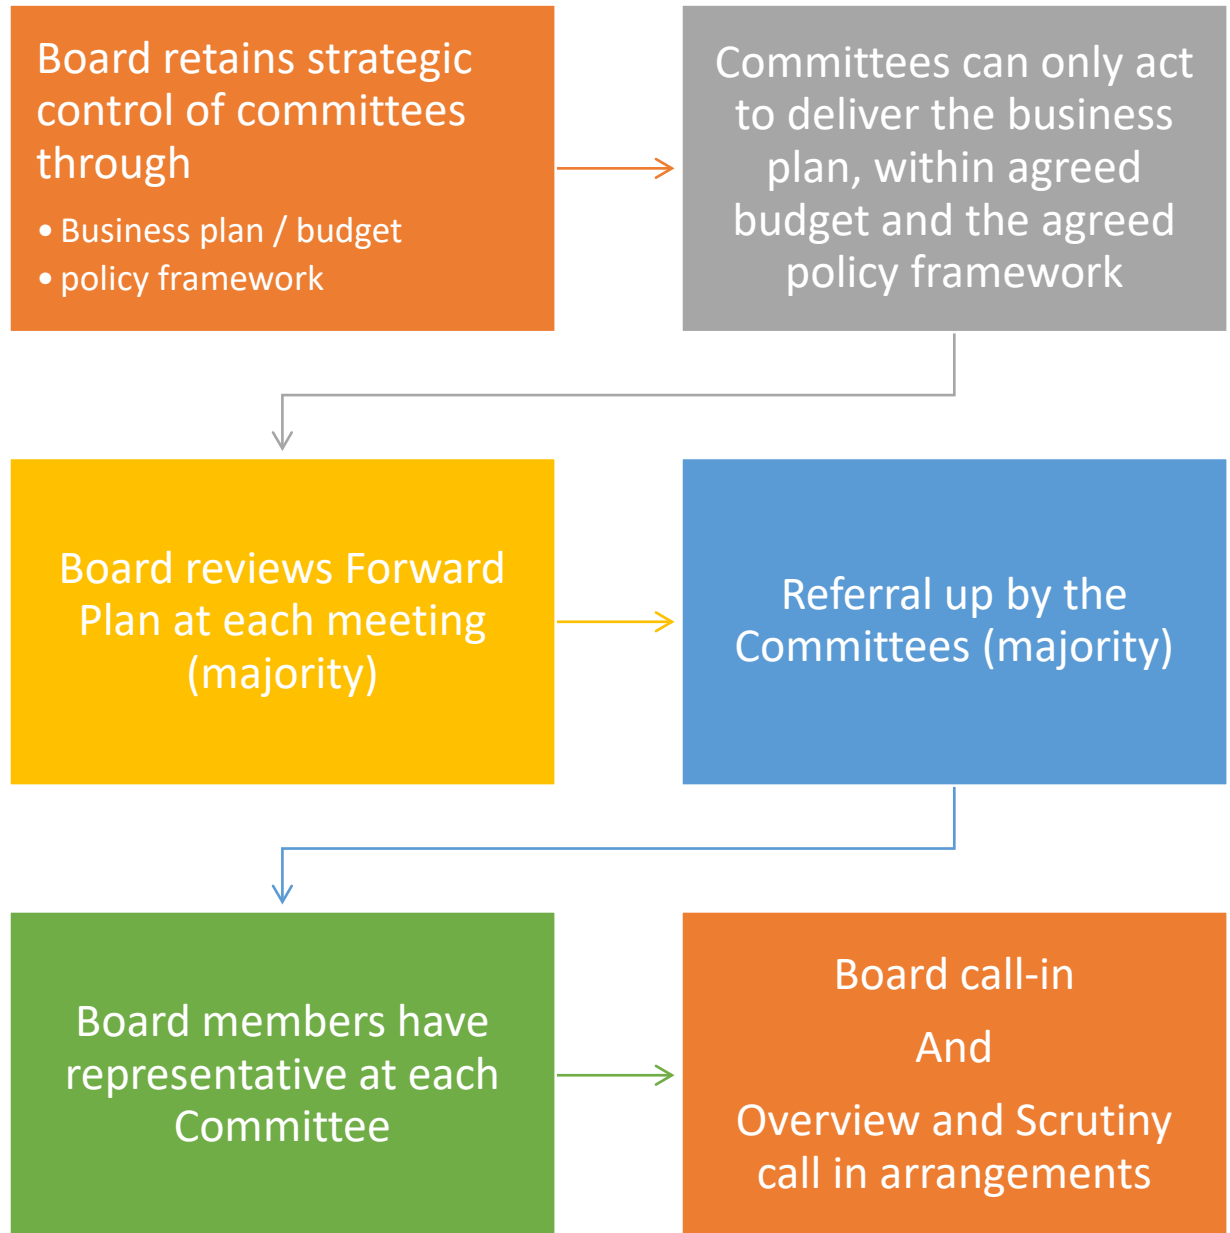 Board retains strategic
control of committees
through
• Business plan / budget
• policy framework
Committees can only act
to deliver the business
plan, within agreed
budget and the agreed
policy framework
Board reviews Forward
Plan at each meeting
(majority)
Referral up by the
Committees (majority)
Board members have
representative at each
Committee
Board call-in
And
Overview and Scrutiny
call in arrangements